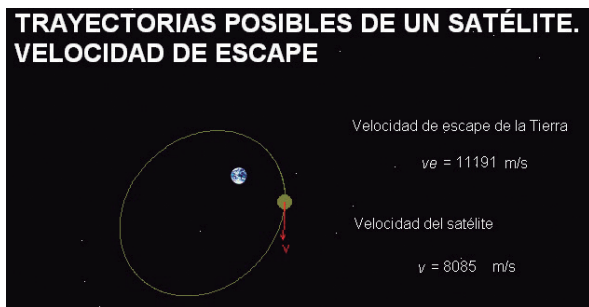 TRAYECTORIAS POSIBLES DE UN SATÉLITE.
VELOCIDAD DE ESCAPE
Velocidad de escape de la Tierra
ve = 11191 m/s
Velocidad del satélite
v = 8085 m/s
v